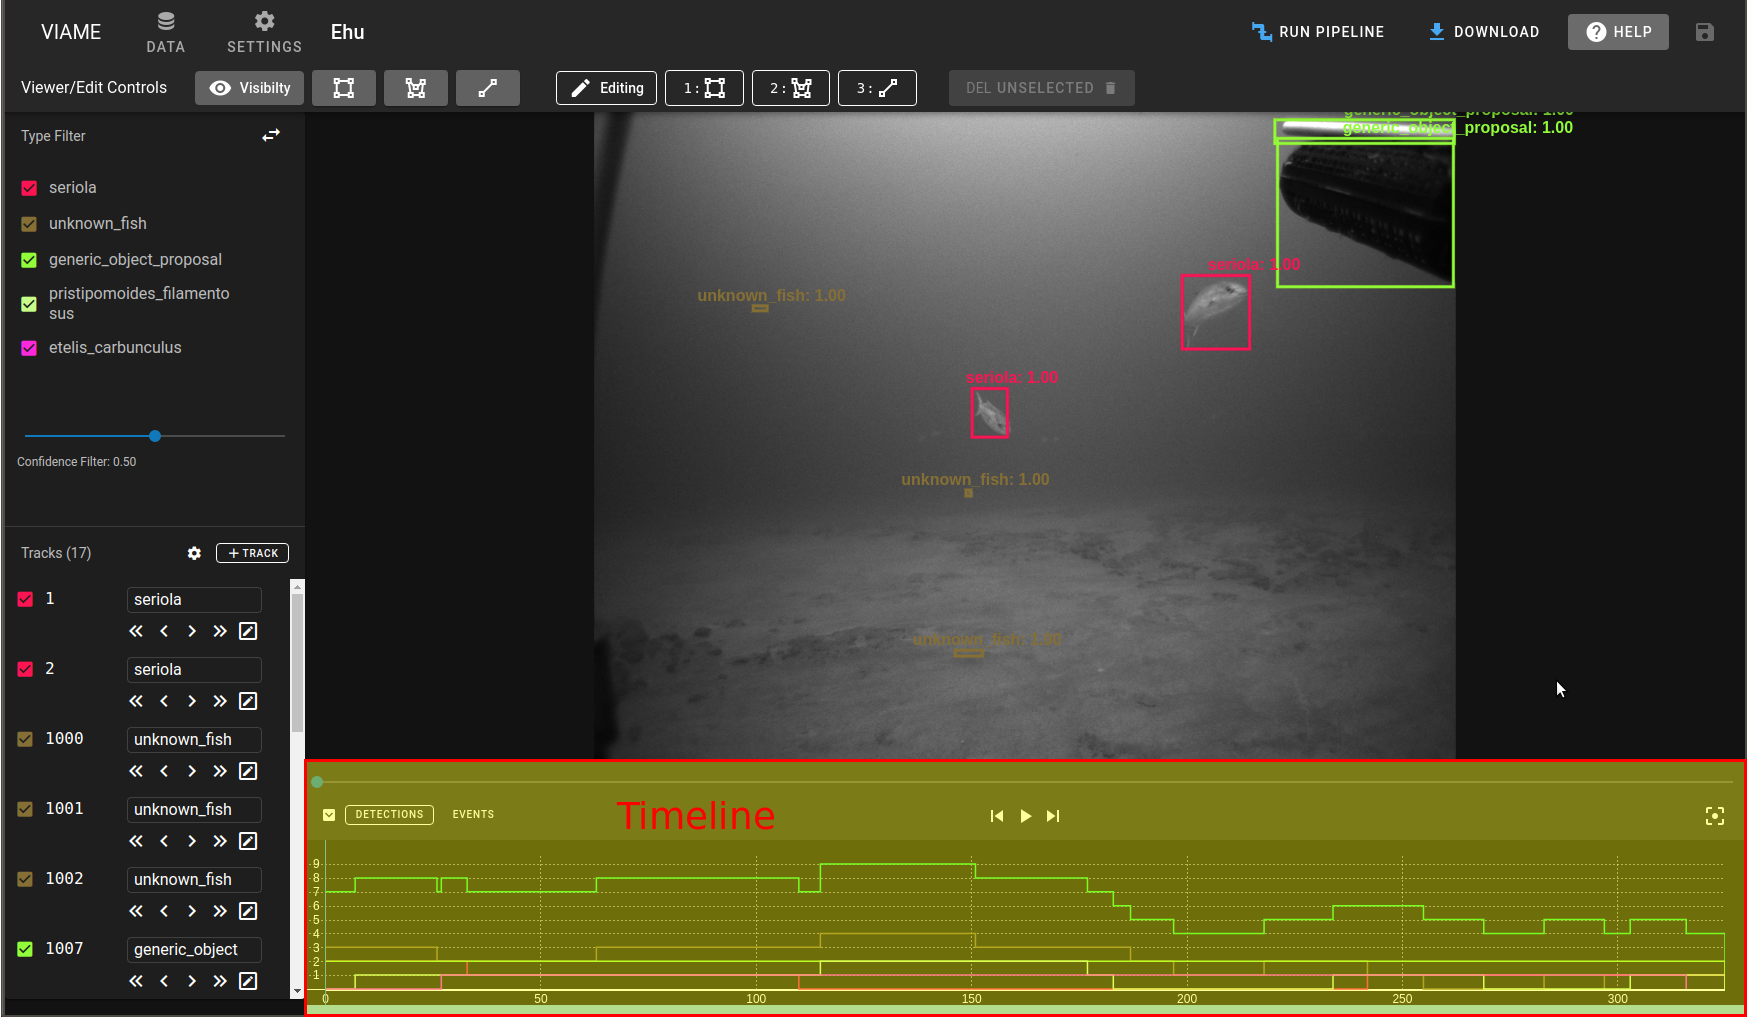 VIAME
DATA
SETTINGS
Ehu
RUN PIPELINE
DOWNLOAD
HELP
Viewer/Edit Controls
Visibilty
Editing
1:
2:
3:
DEL UNSELECTED
Type Filter
seriola
unknown_fish
generic_object_proposal
pristipomoides_filamento
sus
etelis_carbunculus
Confidence Filter: 0.50
Tracks (17)
+ TRACK
1 seriola
2 seriola
1000 unknown_fish
1001 unknown_fish
1002 unknown_fish
1007 generic_object
generic_object_proposal: 1.00
generic_object_proposal: 1.00
seriola: 1.00
unknown_fish: 1.00
seriola: 1.00
unknown_fish: 1.00
unknown_fish: 1.00
DETECTIONS
EVENTS
Timeline
9
8
7
6
5
4
3
2
1
0 50 100 150 200 250 300